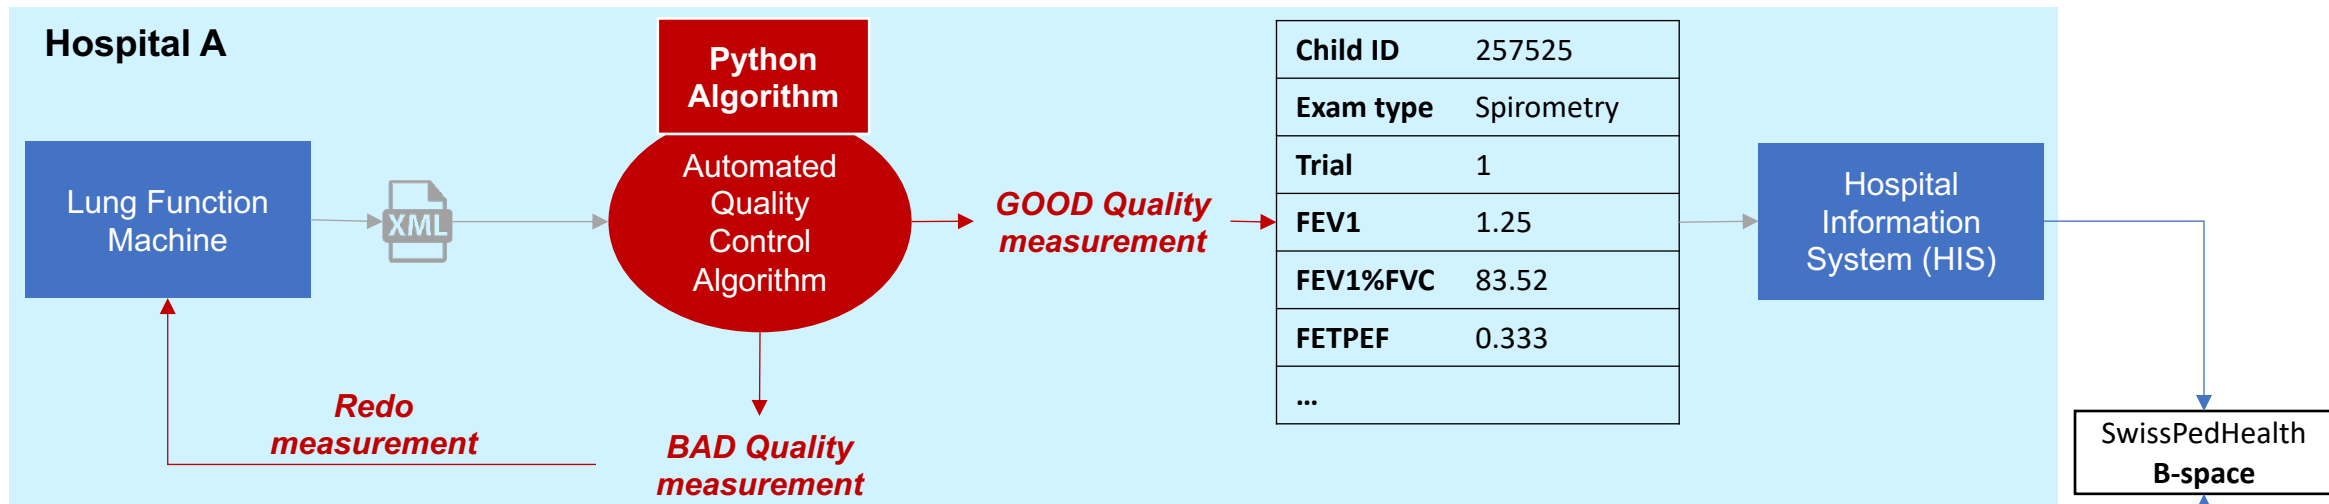 Hospital A
Python
Algorithm
Lung Function
Machine
XML
Automated
Quality
Control
Algorithm
GOOD Quality
measurement
BAD Quality
measurement
Redo
measurement
Child ID 257525
Exam type Spirometry
Trial 1
FEV1 1.25
FEV1%FVC 83.52
FETPEF 0.333
...
Hospital
Information
System (HIS)
SwissPedHealth
B-space